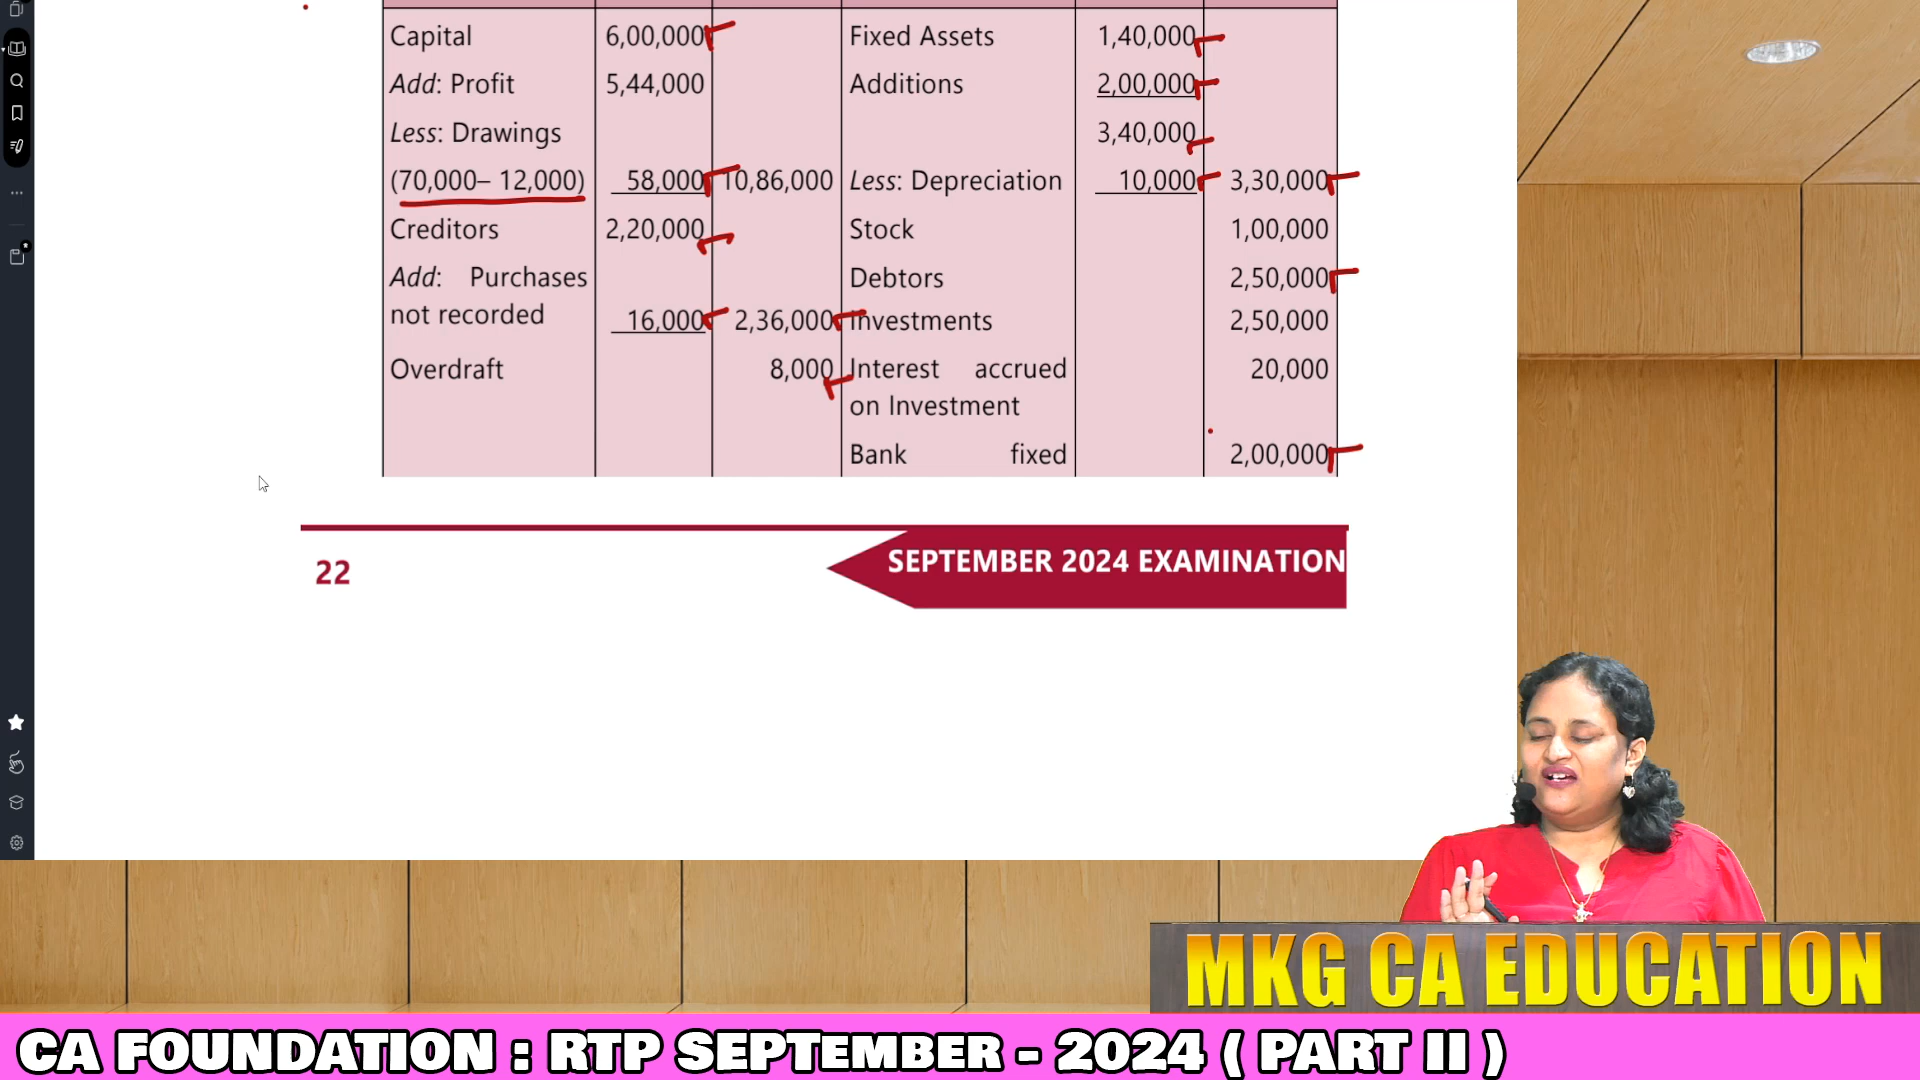 Capital 6,00,000 Fixed Assets 1,40,000
Add: Profit 5,44,000 Additions 2,00,000
Less: Drawings 3,40,000
(70,000– 12,000) 58,000 10,86,000 Less: Depreciation 10,000 3,30,000
Creditors 2,20,000 Stock 1,00,000
Add: Purchases Debtors 2,50,000
not recorded 16,000 2,36,000 Investments 2,50,000
Overdraft 8,000 Interest accrued 20,000
on Investment
Bank fixed 2,00,000
22 SEPTEMBER 2024 EXAMINATION
MKG CA EDUCATION
CA FOUNDATION : RTP SEPTEMBER - 2024 ( PART II )